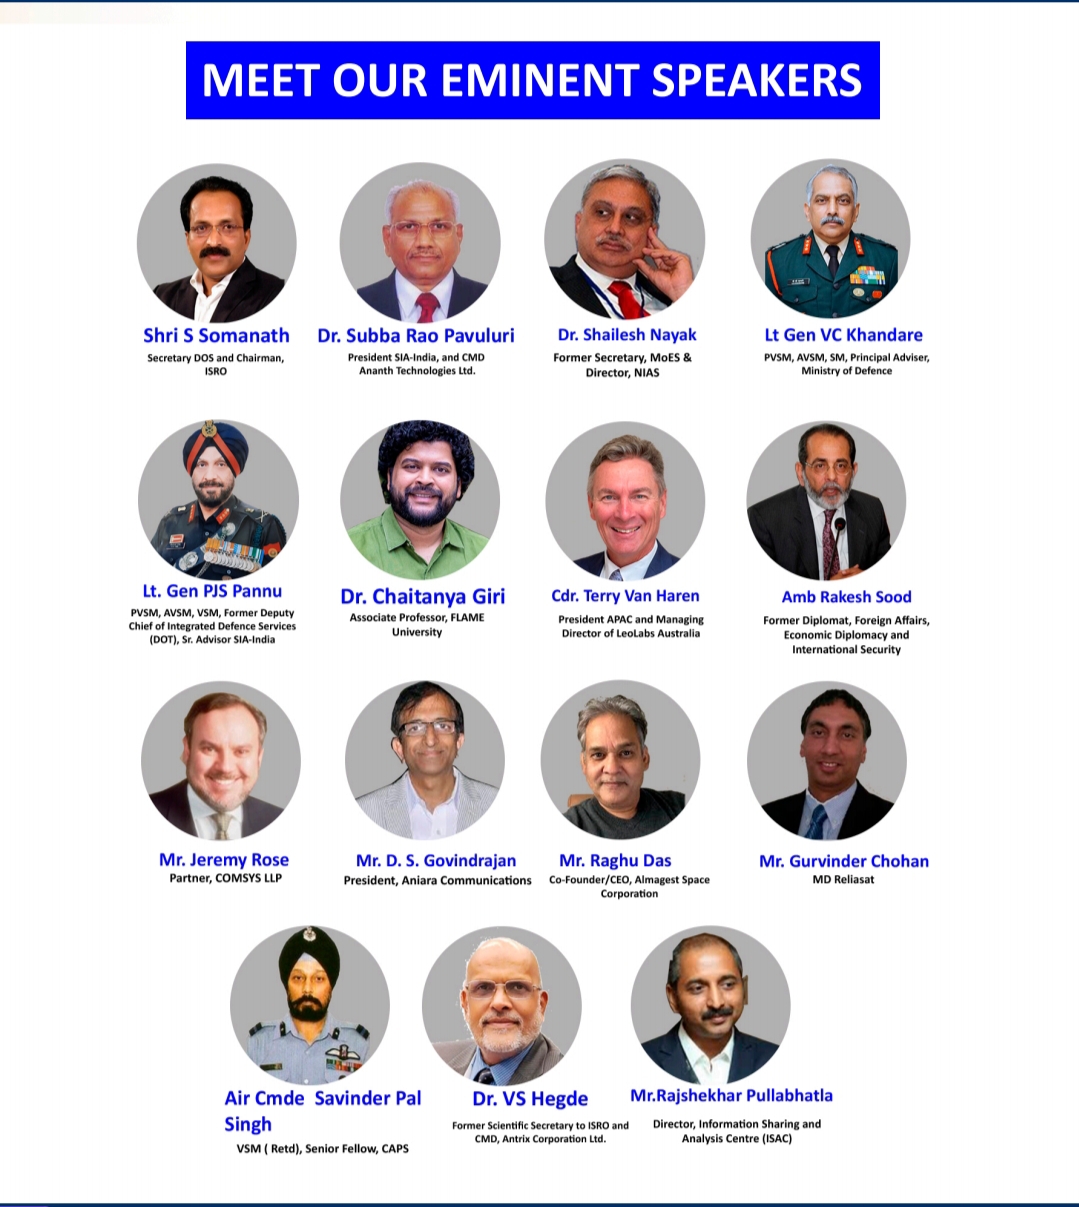 MEET OUR EMINENT SPEAKERS
Shri S Somanath
Secretary DOS and Chairman,
ISRO
Dr. Subba Rao Pavuluri
President SIA-India, and CMD
Ananth Technologies Ltd.
Dr. Shailesh Nayak
Former Secretary, MoES &
Director, NIAS
Lt Gen VC Khandare
PVSM, AVSM, SM, Principal Adviser,
Ministry of Defence
Lt. Gen PJS Pannu
PVSM, AVSM, VSM, Former Deputy
Chief of Integrated Defence Services
(DOT), Sr. Advisor SIA-India
Dr. Chaitanya Giri
Associate Professor, FLAME
University
Cdr. Terry Van Haren
President APAC and Managing
Director of LeoLabs Australia
Amb Rakesh Sood
Former Diplomat, Foreign Affairs,
Economic Diplomacy and
International Security
Mr. Jeremy Rose
Partner, COMSYS LLP
Mr. D. S. Govindrajan
President, Aniara Communications
Mr. Raghu Das
Co-Founder/CEO, Almagest Space
Corporation
Mr. Gurvinder Chohan
MD Reliasat
Air Cmde  Savinder Pal
Singh
VSM ( Retd), Senior Fellow, CAPS
Dr. VS Hegde
Former Scientific Secretary to ISRO and
CMD, Antrix Corporation Ltd.
Mr.Rajshekhar Pullabhatla
Director, Information Sharing and
Analysis Centre (ISAC)